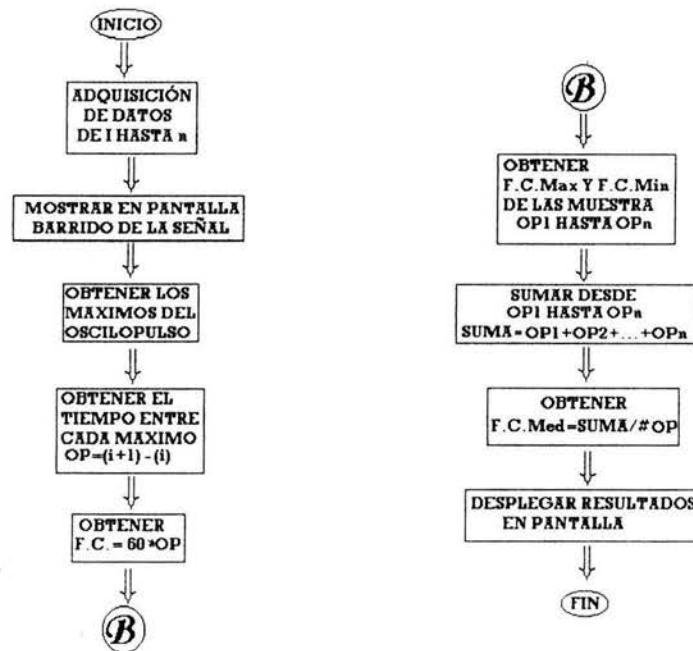 INICIO
ADQUISICIÓN
DE DATOS
DE I HASTA n
MOSTRAR EN PANTALLA
BARRIDO DE LA SEÑAL
OBTENER LOS
MAXIMOS DEL
OSCILOPULSO
OBTENER EL
TIEMPO ENTRE
CADA MAXIMO
OP=(i+1)-(i)
OBTENER
F.C.= 60*OP
B
B
OBTENER
F.C.Max Y F.C.Min
DE LAS MUESTRA
OP1 HASTA OPn
SUMAR DESDE
OP1 HASTA OPn
SUMA=OP1+OP2+...+OPn
OBTENER
F.C.Med=SUMA/#OP
DESPLEGAR RESULTADOS
EN PANTALLA
FIN